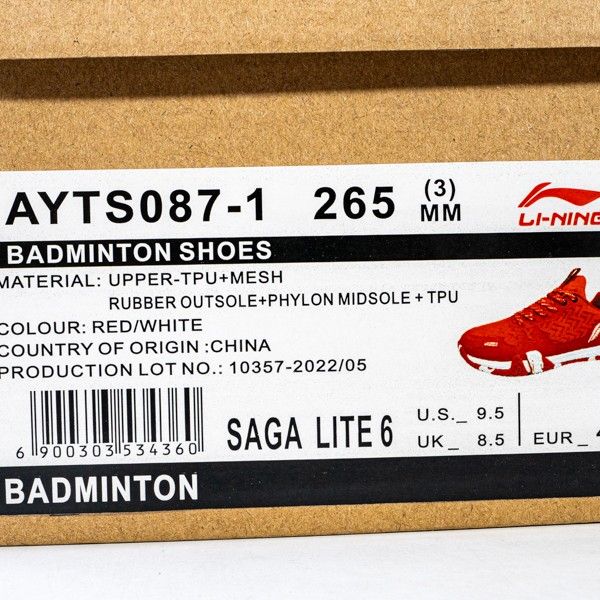 AYTS087-1 265 (3) MM
LI-NING
BADMINTON SHOES
MATERIAL: UPPER-TPU+MESH
RUBBER OUTSOLE+PHYLON MIDSOLE + TPU
COLOUR: RED/WHITE
COUNTRY OF ORIGIN :CHINA
PRODUCTION LOT NO.: 10357-2022/05
6 900303 534360
SAGA LITE 6
U.S._ 9.5
UK _ 8.5
EUR _
BADMINTON